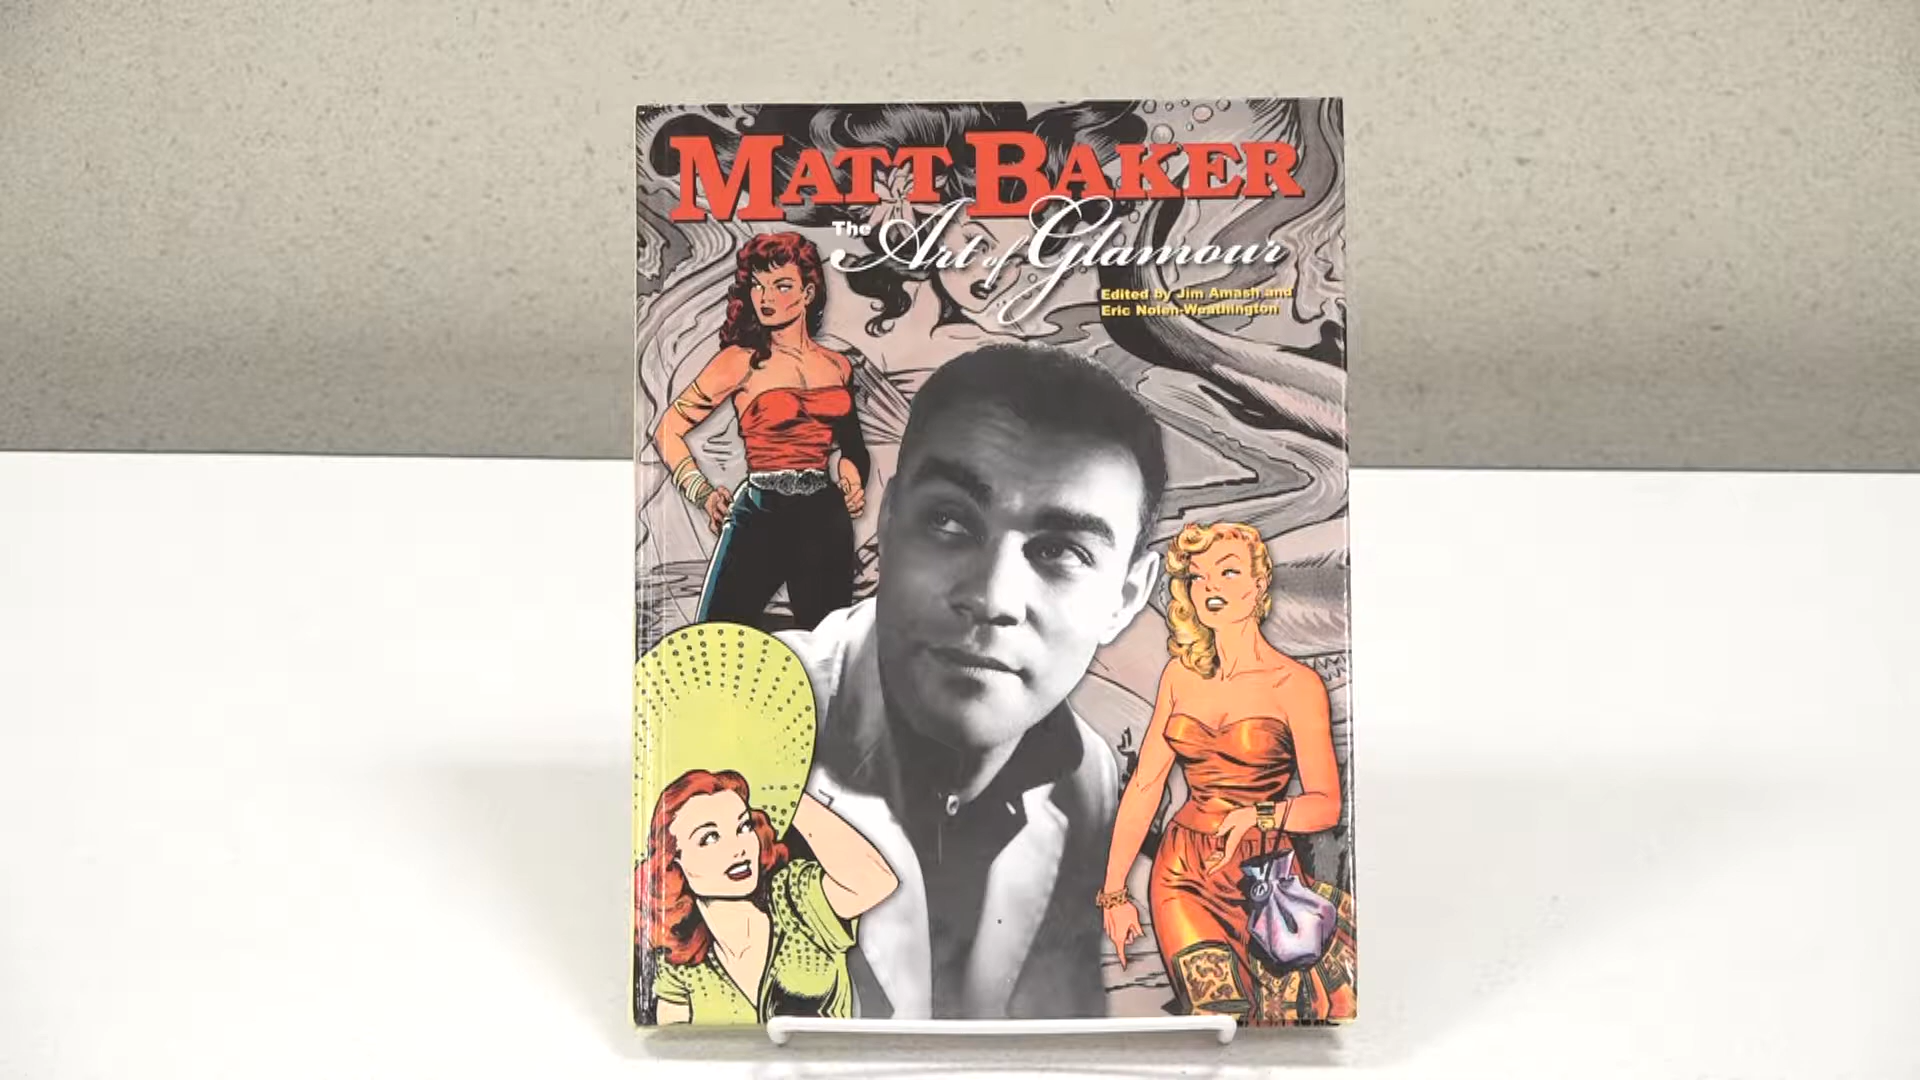 MATT BAKER
The Art of Glamour
Edited by Jim Amash and
Eric Nolen-Weathington